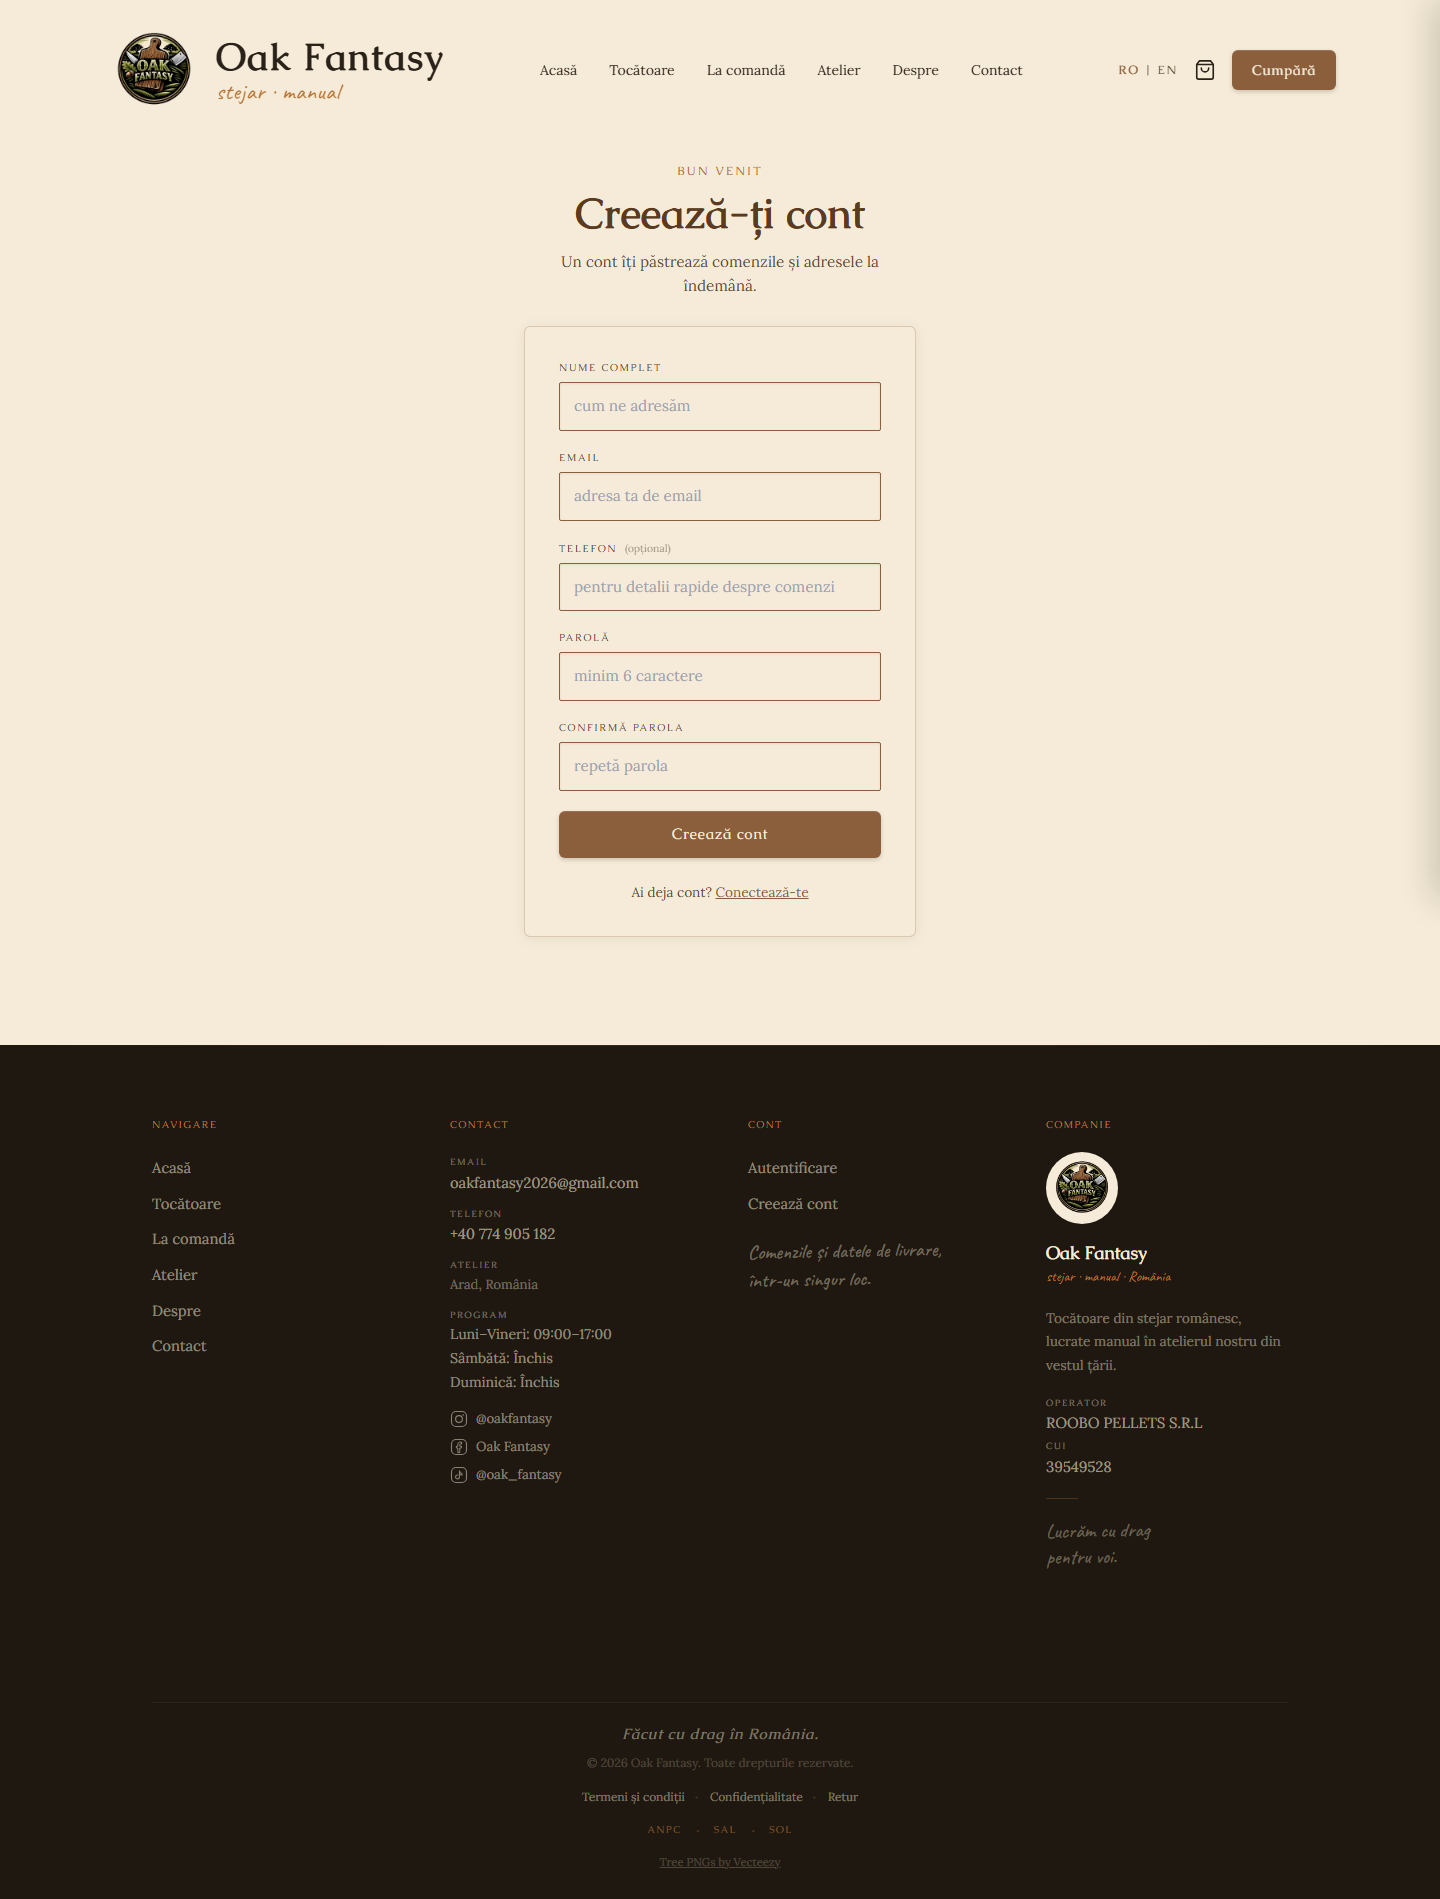 OAK
FANTASY
Oak Fantasy
stejar · manual
Acasă
Tocătoare
La comandă
Atelier
Despre
Contact
RO | EN
Cumpără
BUN VENIT
Creează-ți cont
Un cont îți păstrează comenzile și adresele la
îndemână.
NUME COMPLET
cum ne adresăm
EMAIL
adresa ta de email
TELEFON (opțional)
pentru detalii rapide despre comenzi
PAROLĂ
minim 6 caractere
CONFIRMĂ PAROLA
repetă parola
Creează cont
Ai deja cont? Conectează-te
NAVIGARE
Acasă
Tocătoare
La comandă
Atelier
Despre
Contact
CONTACT
EMAIL
oakfantasy2026@gmail.com
TELEFON
+40 774 905 182
ATELIER
Arad, România
PROGRAM
Luni–Vineri: 09:00–17:00
Sâmbătă: Închis
Duminică: Închis
@oakfantasy
Oak Fantasy
@oak_fantasy
CONT
Autentificare
Creează cont
Comenzile și datele de livrare,
într-un singur loc.
COMPANIE
OAK
FANTASY
Oak Fantasy
stejar · manual · România
Tocătoare din stejar românesc,
lucrate manual în atelierul nostru din
vestul țării.
OPERATOR
ROOBO PELLETS S.R.L
CUI
39549528
Lucrăm cu drag
pentru voi.
Făcut cu drag în România.
© 2026 Oak Fantasy. Toate drepturile rezervate.
Termeni și condiții · Confidențialitate · Retur
ANPC · SAL · SOL
Tree PNGs by Vecteezy